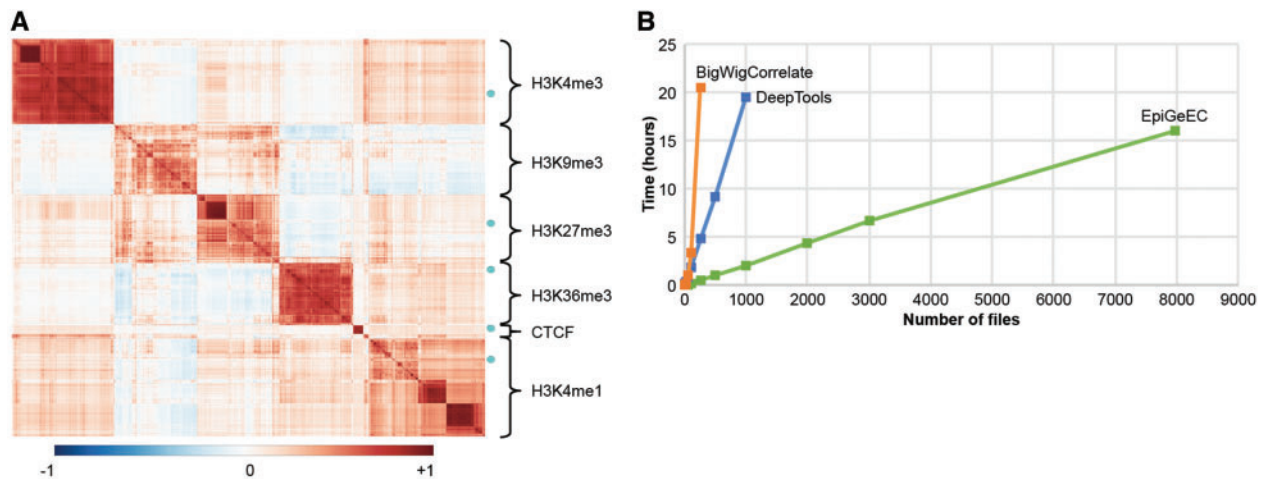 A
H3K4me3
H3K9me3
H3K27me3
H3K36me3
CTCF
H3K4me1
-1 0 +1
B
25
20
15
10
5
0
Time (hours)
BigWigCorrelate
DeepTools
EpiGeEC
0 1000 2000 3000 4000 5000 6000 7000 8000 9000
Number of files